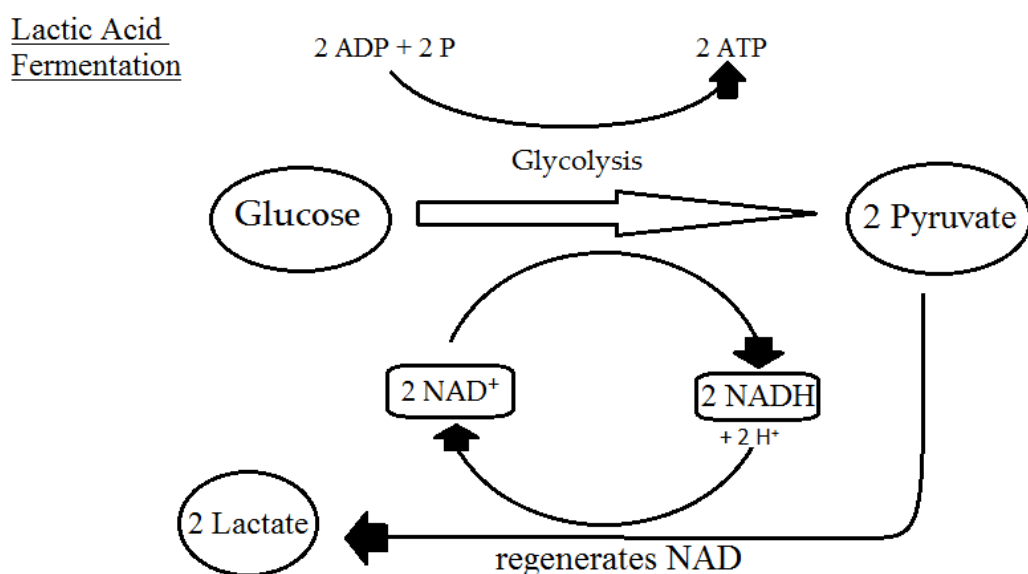 Lactic Acid
Fermentation
2 ADP + 2 P
2 ATP
Glycolysis
Glucose
2 Pyruvate
2 NAD⁺
2 NADH
+ 2 H⁺
2 Lactate
regenerates NAD